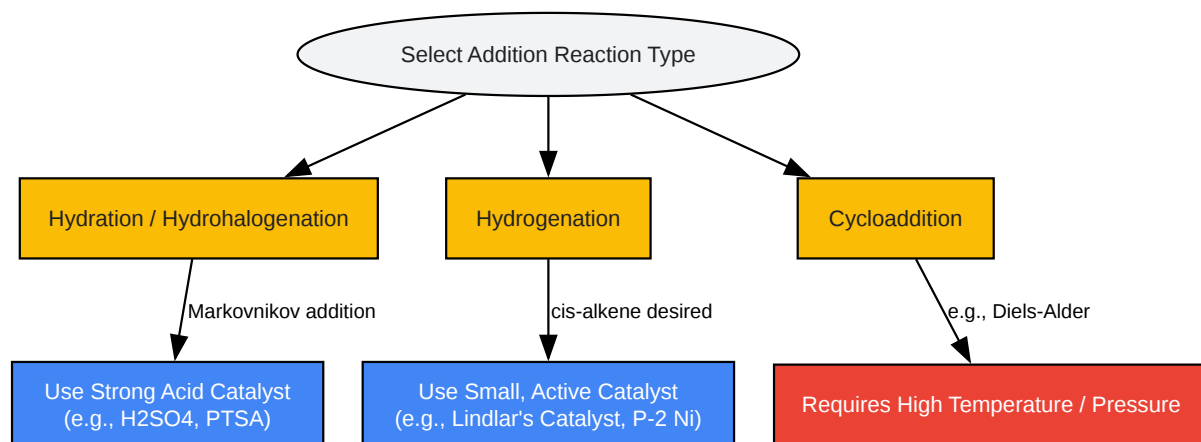 Select Addition Reaction Type
Hydration / Hydrohalogenation
Hydrogenation
Cycloaddition
Markovnikov addition
cis-alkene desired
e.g., Diels-Alder
Use Strong Acid Catalyst
(e.g., H2SO4, PTSA)
Use Small, Active Catalyst
(e.g., Lindlar's Catalyst, P-2 Ni)
Requires High Temperature / Pressure